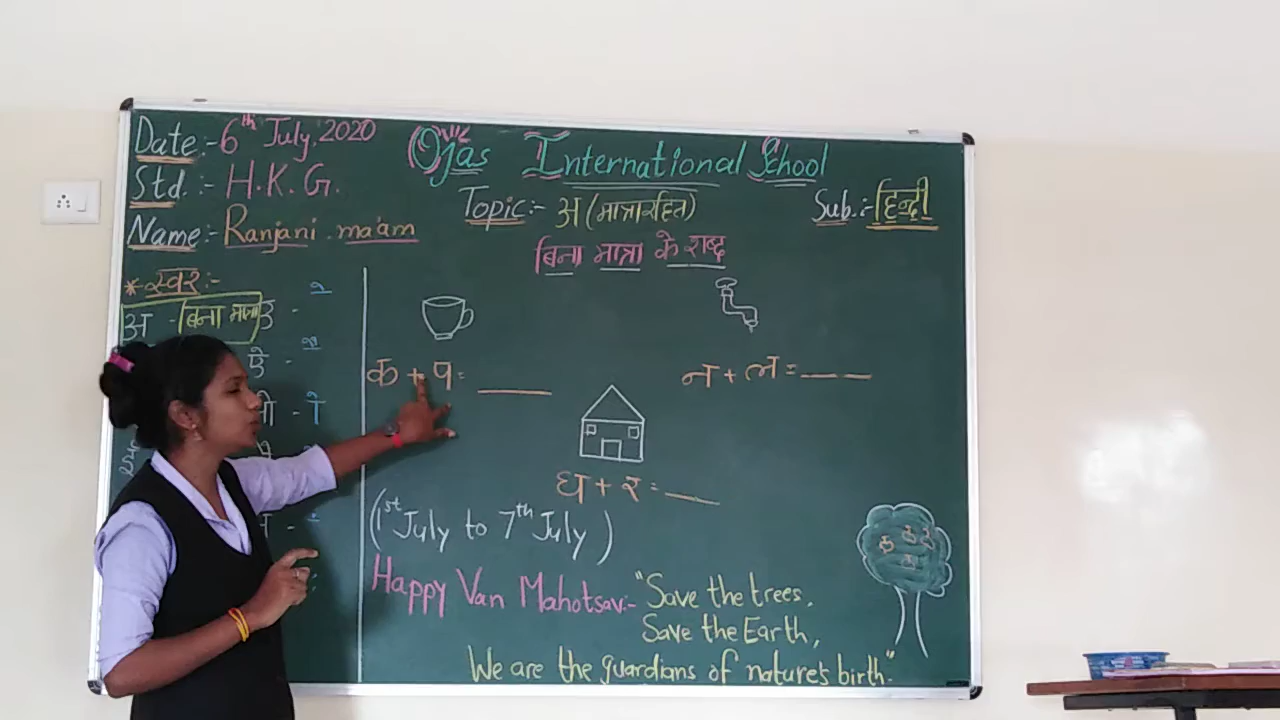 Date:- 6th July, 2020
Std.:- H.K.G.
Name:- Ranjani ma'am
Ojas International School
Topic:- अ (मात्रारहित)
Sub.:- हिन्दी
बिना मात्रा के शब्द
* स्वर :-
अ - बिना मात्रा
क + प = ____
न + ल = ____
घ + र = ____
(1st July to 7th July)
Happy Van Mahotsav:- "Save the trees.
Save the Earth,
We are the guardians of nature's birth."